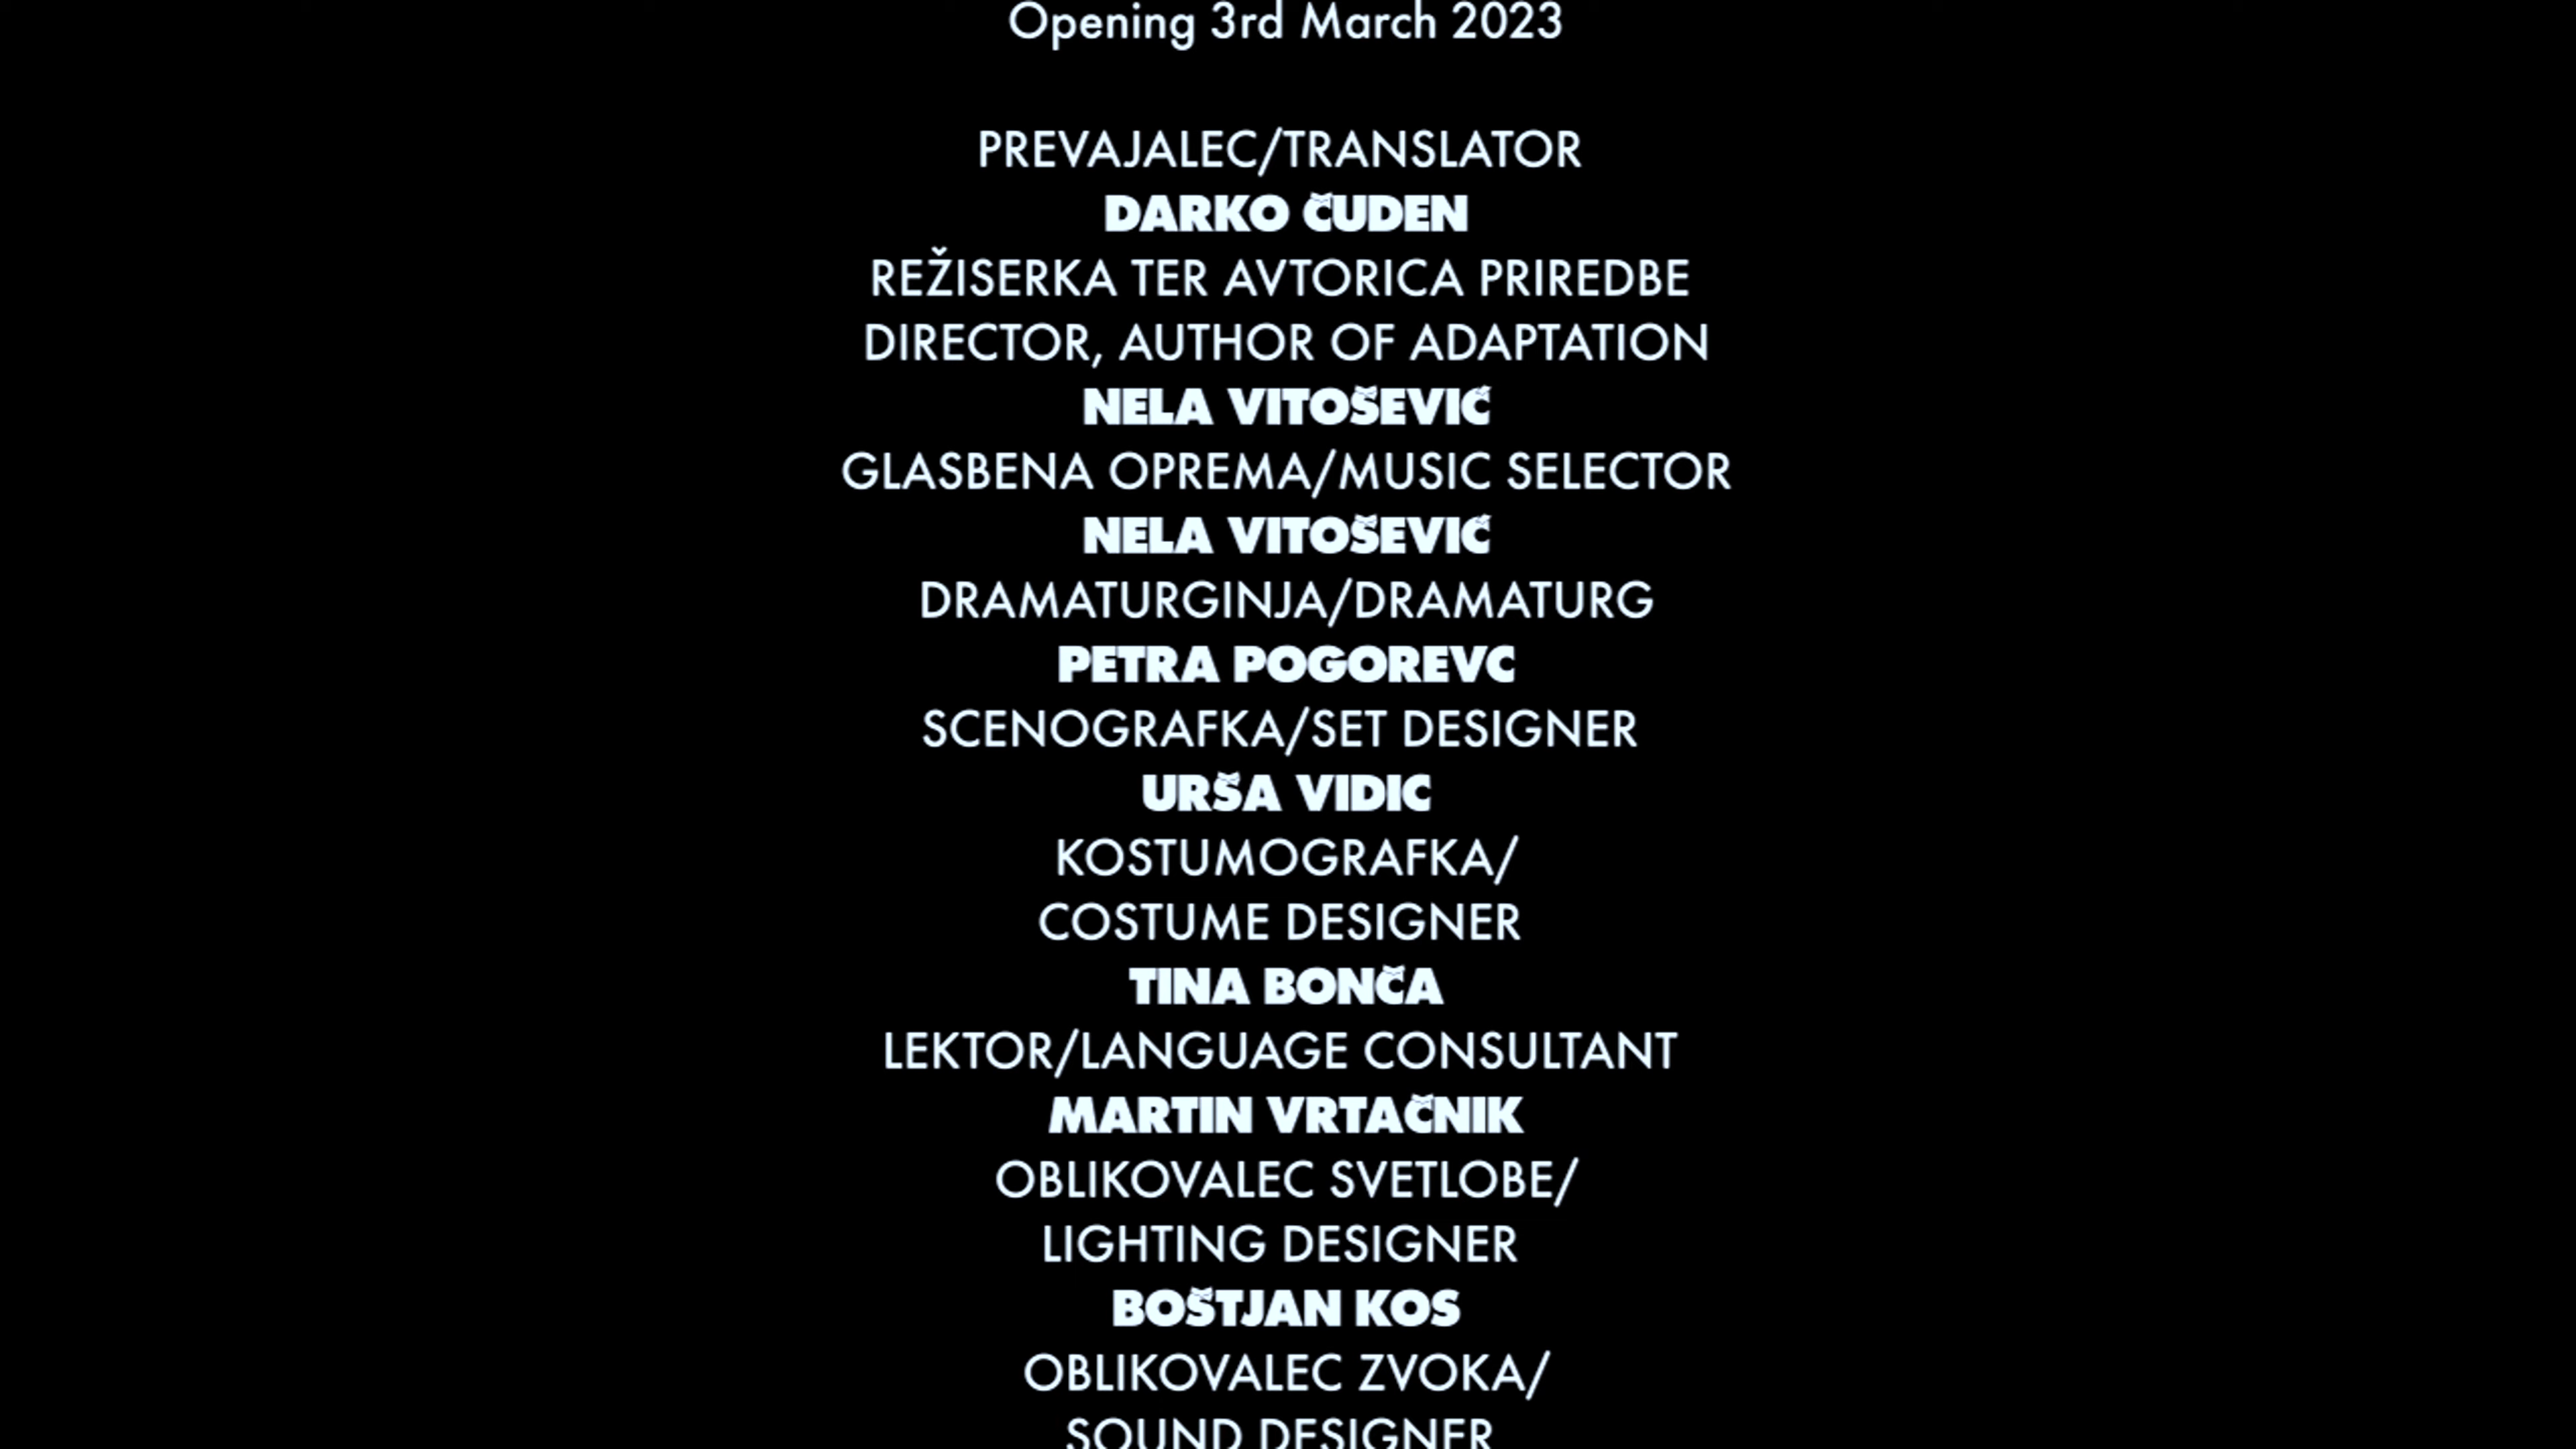 Opening 3rd March 2023
PREVAJALEC/TRANSLATOR
DARKO ČUDEN
REŽISERKA TER AVTORICA PRIREDBE
DIRECTOR, AUTHOR OF ADAPTATION
NELA VITOŠEVIĆ
GLASBENA OPREMA/MUSIC SELECTOR
NELA VITOŠEVIĆ
DRAMATURGINJA/DRAMATURG
PETRA POGOREVC
SCENOGRAFKA/SET DESIGNER
URŠA VIDIC
KOSTUMOGRAFKA/
COSTUME DESIGNER
TINA BONČA
LEKTOR/LANGUAGE CONSULTANT
MARTIN VRTAČNIK
OBLIKOVALEC SVETLOBE/
LIGHTING DESIGNER
BOŠTJAN KOS
OBLIKOVALEC ZVOKA/
SOUND DESIGNER